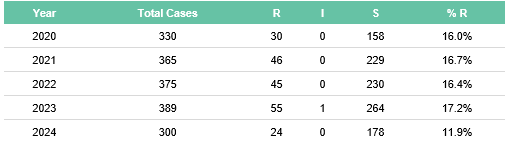 Year Total Cases R I S % R
2020 330 30 0 158 16.0%
2021 365 46 0 229 16.7%
2022 375 45 0 230 16.4%
2023 389 55 1 264 17.2%
2024 300 24 0 178 11.9%